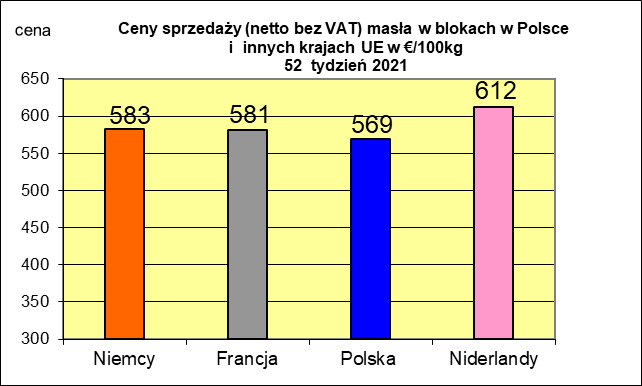 cena
Ceny sprzedaży (netto bez VAT) masła w blokach w Polsce
i innych krajach UE w €/100kg
52 tydzień 2021
650
600
550
500
450
400
350
300
583
581
569
612
Niemcy
Francja
Polska
Niderlandy